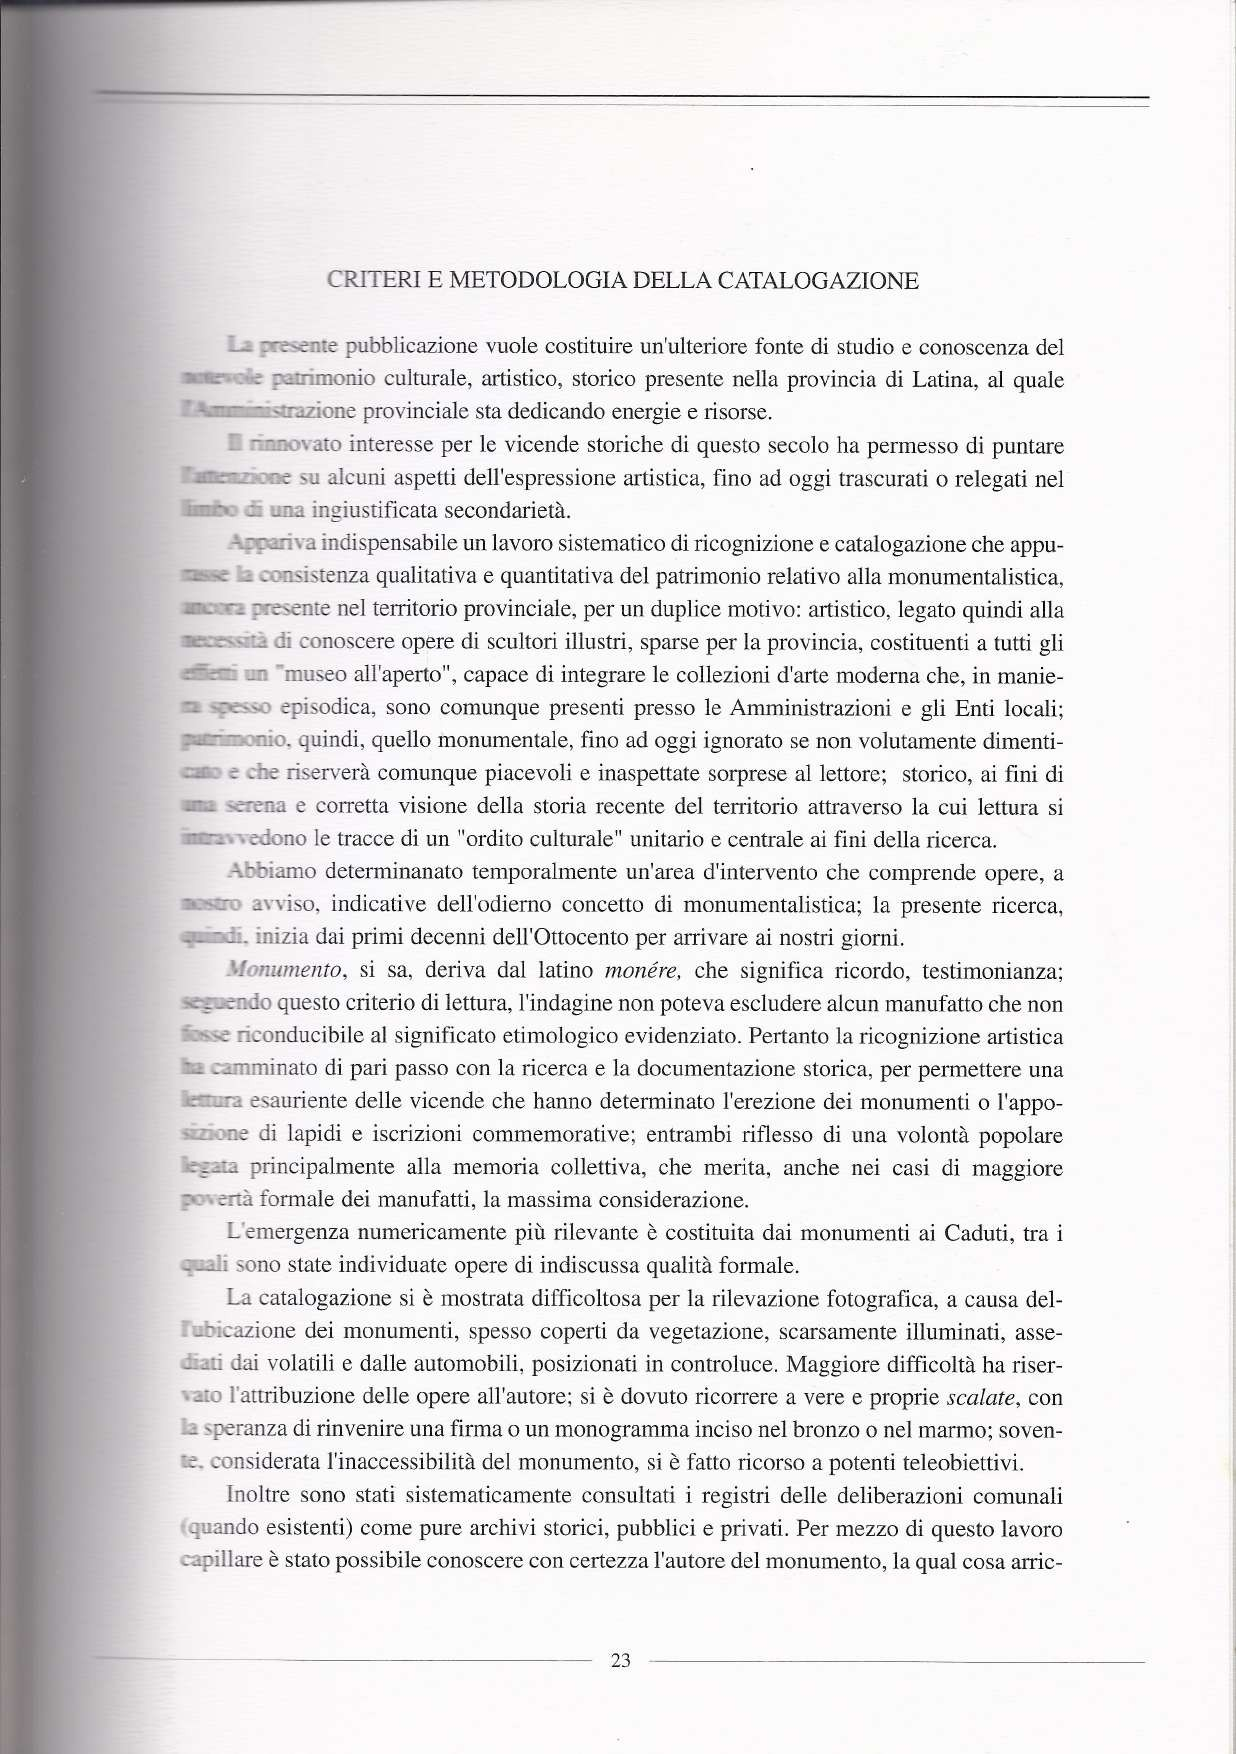 CRITERI E METODOLOGIA DELLA CATALOGAZIONE
La presente pubblicazione vuole costituire un'ulteriore fonte di studio e conoscenza del
notevole patrimonio culturale, artistico, storico presente nella provincia di Latina, al quale
l'Amministrazione provinciale sta dedicando energie e risorse.
Il rinnovato interesse per le vicende storiche di questo secolo ha permesso di puntare
l'attenzione su alcuni aspetti dell'espressione artistica, fino ad oggi trascurati o relegati nel
limbo di una ingiustificata secondarietà.
Appariva indispensabile un lavoro sistematico di ricognizione e catalogazione che appu-
rasse la consistenza qualitativa e quantitativa del patrimonio relativo alla monumentalistica,
ancora presente nel territorio provinciale, per un duplice motivo: artistico, legato quindi alla
necessità di conoscere opere di scultori illustri, sparse per la provincia, costituenti a tutti gli
effetti un "museo all'aperto", capace di integrare le collezioni d'arte moderna che, in manie-
ra spesso episodica, sono comunque presenti presso le Amministrazioni e gli Enti locali;
patrimonio, quindi, quello monumentale, fino ad oggi ignorato se non volutamente dimenti-
cato e che riserverà comunque piacevoli e inaspettate sorprese al lettore; storico, ai fini di
una serena e corretta visione della storia recente del territorio attraverso la cui lettura si
intravvedono le tracce di un "ordito culturale" unitario e centrale ai fini della ricerca.
Abbiamo determinanato temporalmente un'area d'intervento che comprende opere, a
nostro avviso, indicative dell'odierno concetto di monumentalistica; la presente ricerca,
quindi, inizia dai primi decenni dell'Ottocento per arrivare ai nostri giorni.
Monumento, si sa, deriva dal latino monére, che significa ricordo, testimonianza;
seguendo questo criterio di lettura, l'indagine non poteva escludere alcun manufatto che non
fosse riconducibile al significato etimologico evidenziato. Pertanto la ricognizione artistica
ha camminato di pari passo con la ricerca e la documentazione storica, per permettere una
lettura esauriente delle vicende che hanno determinato l'erezione dei monumenti o l'appo-
sizione di lapidi e iscrizioni commemorative; entrambi riflesso di una volontà popolare
legata principalmente alla memoria collettiva, che merita, anche nei casi di maggiore
povertà formale dei manufatti, la massima considerazione.
L'emergenza numericamente più rilevante è costituita dai monumenti ai Caduti, tra i
quali sono state individuate opere di indiscussa qualità formale.
La catalogazione si è mostrata difficoltosa per la rilevazione fotografica, a causa del-
l'ubicazione dei monumenti, spesso coperti da vegetazione, scarsamente illuminati, asse-
diati dai volatili e dalle automobili, posizionati in controluce. Maggiore difficoltà ha riser-
vato l'attribuzione delle opere all'autore; si è dovuto ricorrere a vere e proprie scalate, con
la speranza di rinvenire una firma o un monogramma inciso nel bronzo o nel marmo; soven-
te, considerata l'inaccessibilità del monumento, si è fatto ricorso a potenti teleobiettivi.
Inoltre sono stati sistematicamente consultati i registri delle deliberazioni comunali
(quando esistenti) come pure archivi storici, pubblici e privati. Per mezzo di questo lavoro
capillare è stato possibile conoscere con certezza l'autore del monumento, la qual cosa arric-
23